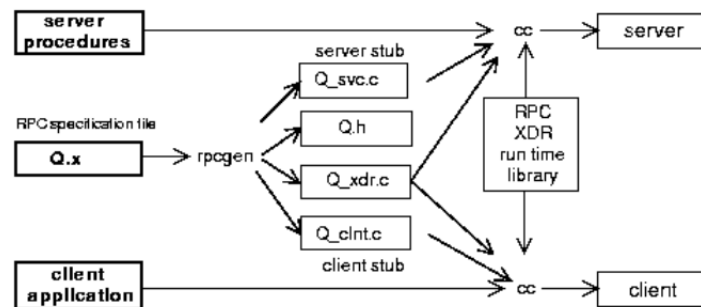 server
procedures
cc
server
server stub
Q_svc.c
RPC specification file
Q.x
rpcgen
Q.h
Q_xdr.c
Q_clnt.c
client stub
RPC
XDR
run time
library
client
application
cc
client